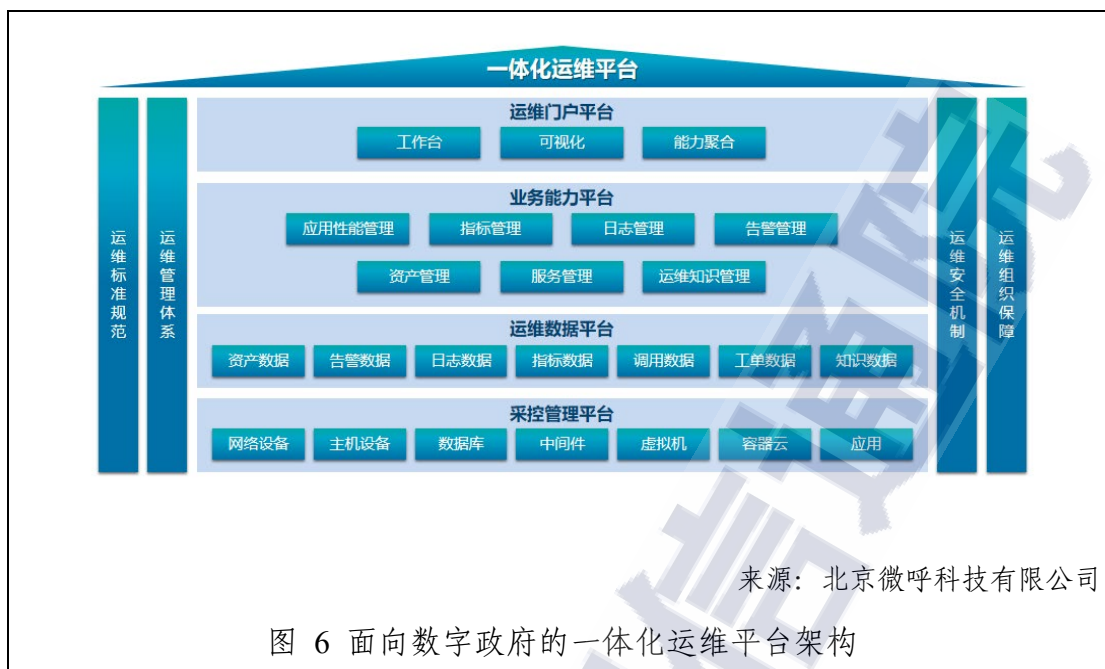 一体化运维平台
运维标准规范
运维管理体系
运维门户平台
工作台 可视化 能力聚合
业务能力平台
应用性能管理 指标管理 日志管理 告警管理
资产管理 服务管理 运维知识管理
运维数据平台
资产数据 告警数据 日志数据 指标数据 调用数据 工单数据 知识数据
采控管理平台
网络设备 主机设备 数据库 中间件 虚拟机 容器云 应用
运维安全机制
运维组织保障
来源：北京微呼科技有限公司
图 6 面向数字政府的一体化运维平台架构
信通院